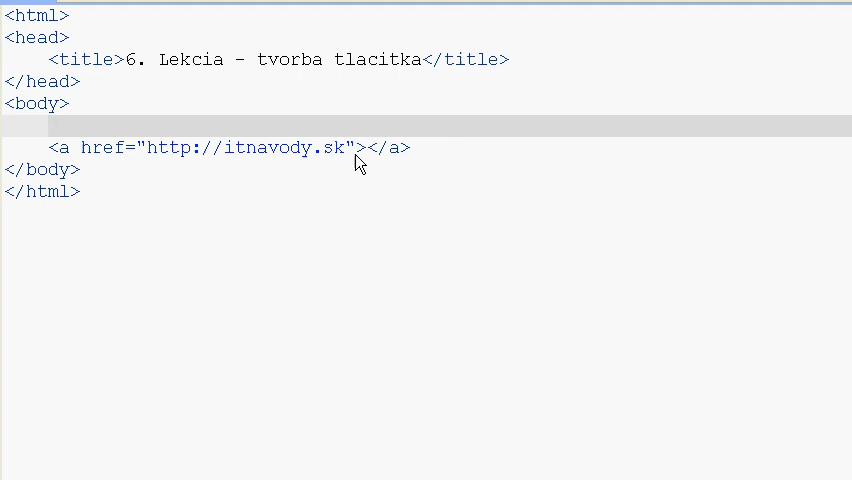 <html>
<head>
<title>6. Lekcia - tvorba tlacitka</title>
</head>
<body>
<a href="http://itnavody.sk"></a>
</body>
</html>